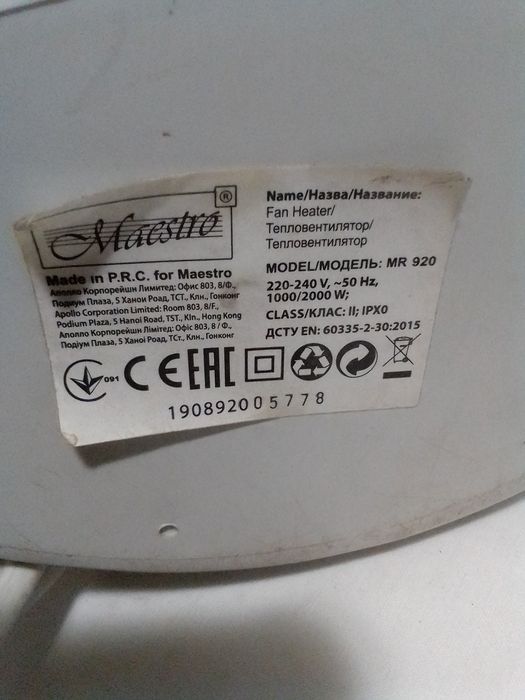 Maestro ®
Made in P.R.C. for Maestro
Аполло Корпорейшн Лимитед: Офис 803, 8/Ф.,
Подиум Плаза, 5 Ханои Роад, ТСТ., Клн., Гонконг
Apollo Corporation Limited: Room 803, 8/F.,
Podium Plaza, 5 Hanoi Road, TST., Kln., Hong Kong
Аполло Корпорейшн Лімітед: Офіс 803, 8 / Ф.,
Подіум Плаза, 5 Ханої Роад, ТСт., Клн., Гонконг
Name/Назва/Название:
Fan Heater/
Тепловентилятор/
Тепловентилятор
MODEL/МОДЕЛЬ: MR 920
220-240 V, ~50 Hz,
1000/2000 W;
CLASS/КЛАС: II; IPX0
ДСТУ EN: 60335-2-30:2015
091 CE EAC
190892005778